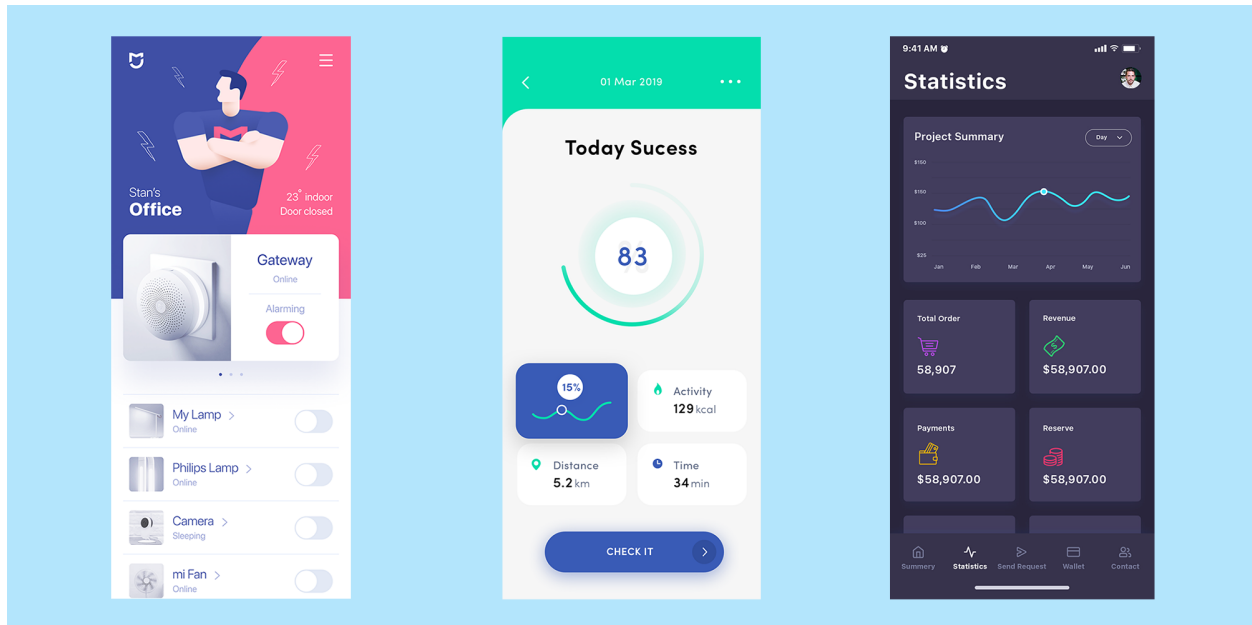 Stan's
Office
23° indoor
Door closed
Gateway
Online
Alarming
My Lamp >
Online
Philips Lamp >
Online
Camera >
Sleeping
mi Fan >
Online
01 Mar 2019
Today Sucess
83
15%
Activity
129 kcal
Distance
5.2 km
Time
34 min
CHECK IT
9:41 AM
Statistics
Project Summary
Day
$150
$150
$100
$25
Jan Feb Mar Apr May Jun
Total Order
58,907
Revenue
$58,907.00
Payments
$58,907.00
Reserve
$58,907.00
Summery Statistics Send Request Wallet Contact